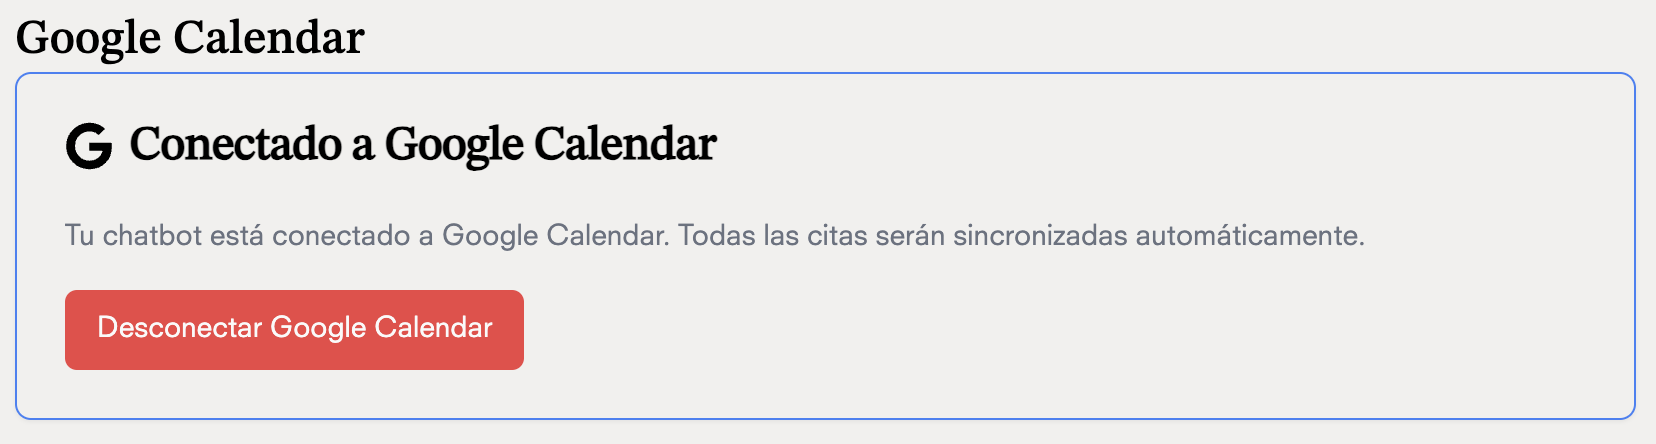 Google Calendar
Conectado a Google Calendar
Tu chatbot está conectado a Google Calendar. Todas las citas serán sincronizadas automáticamente.
Desconectar Google Calendar